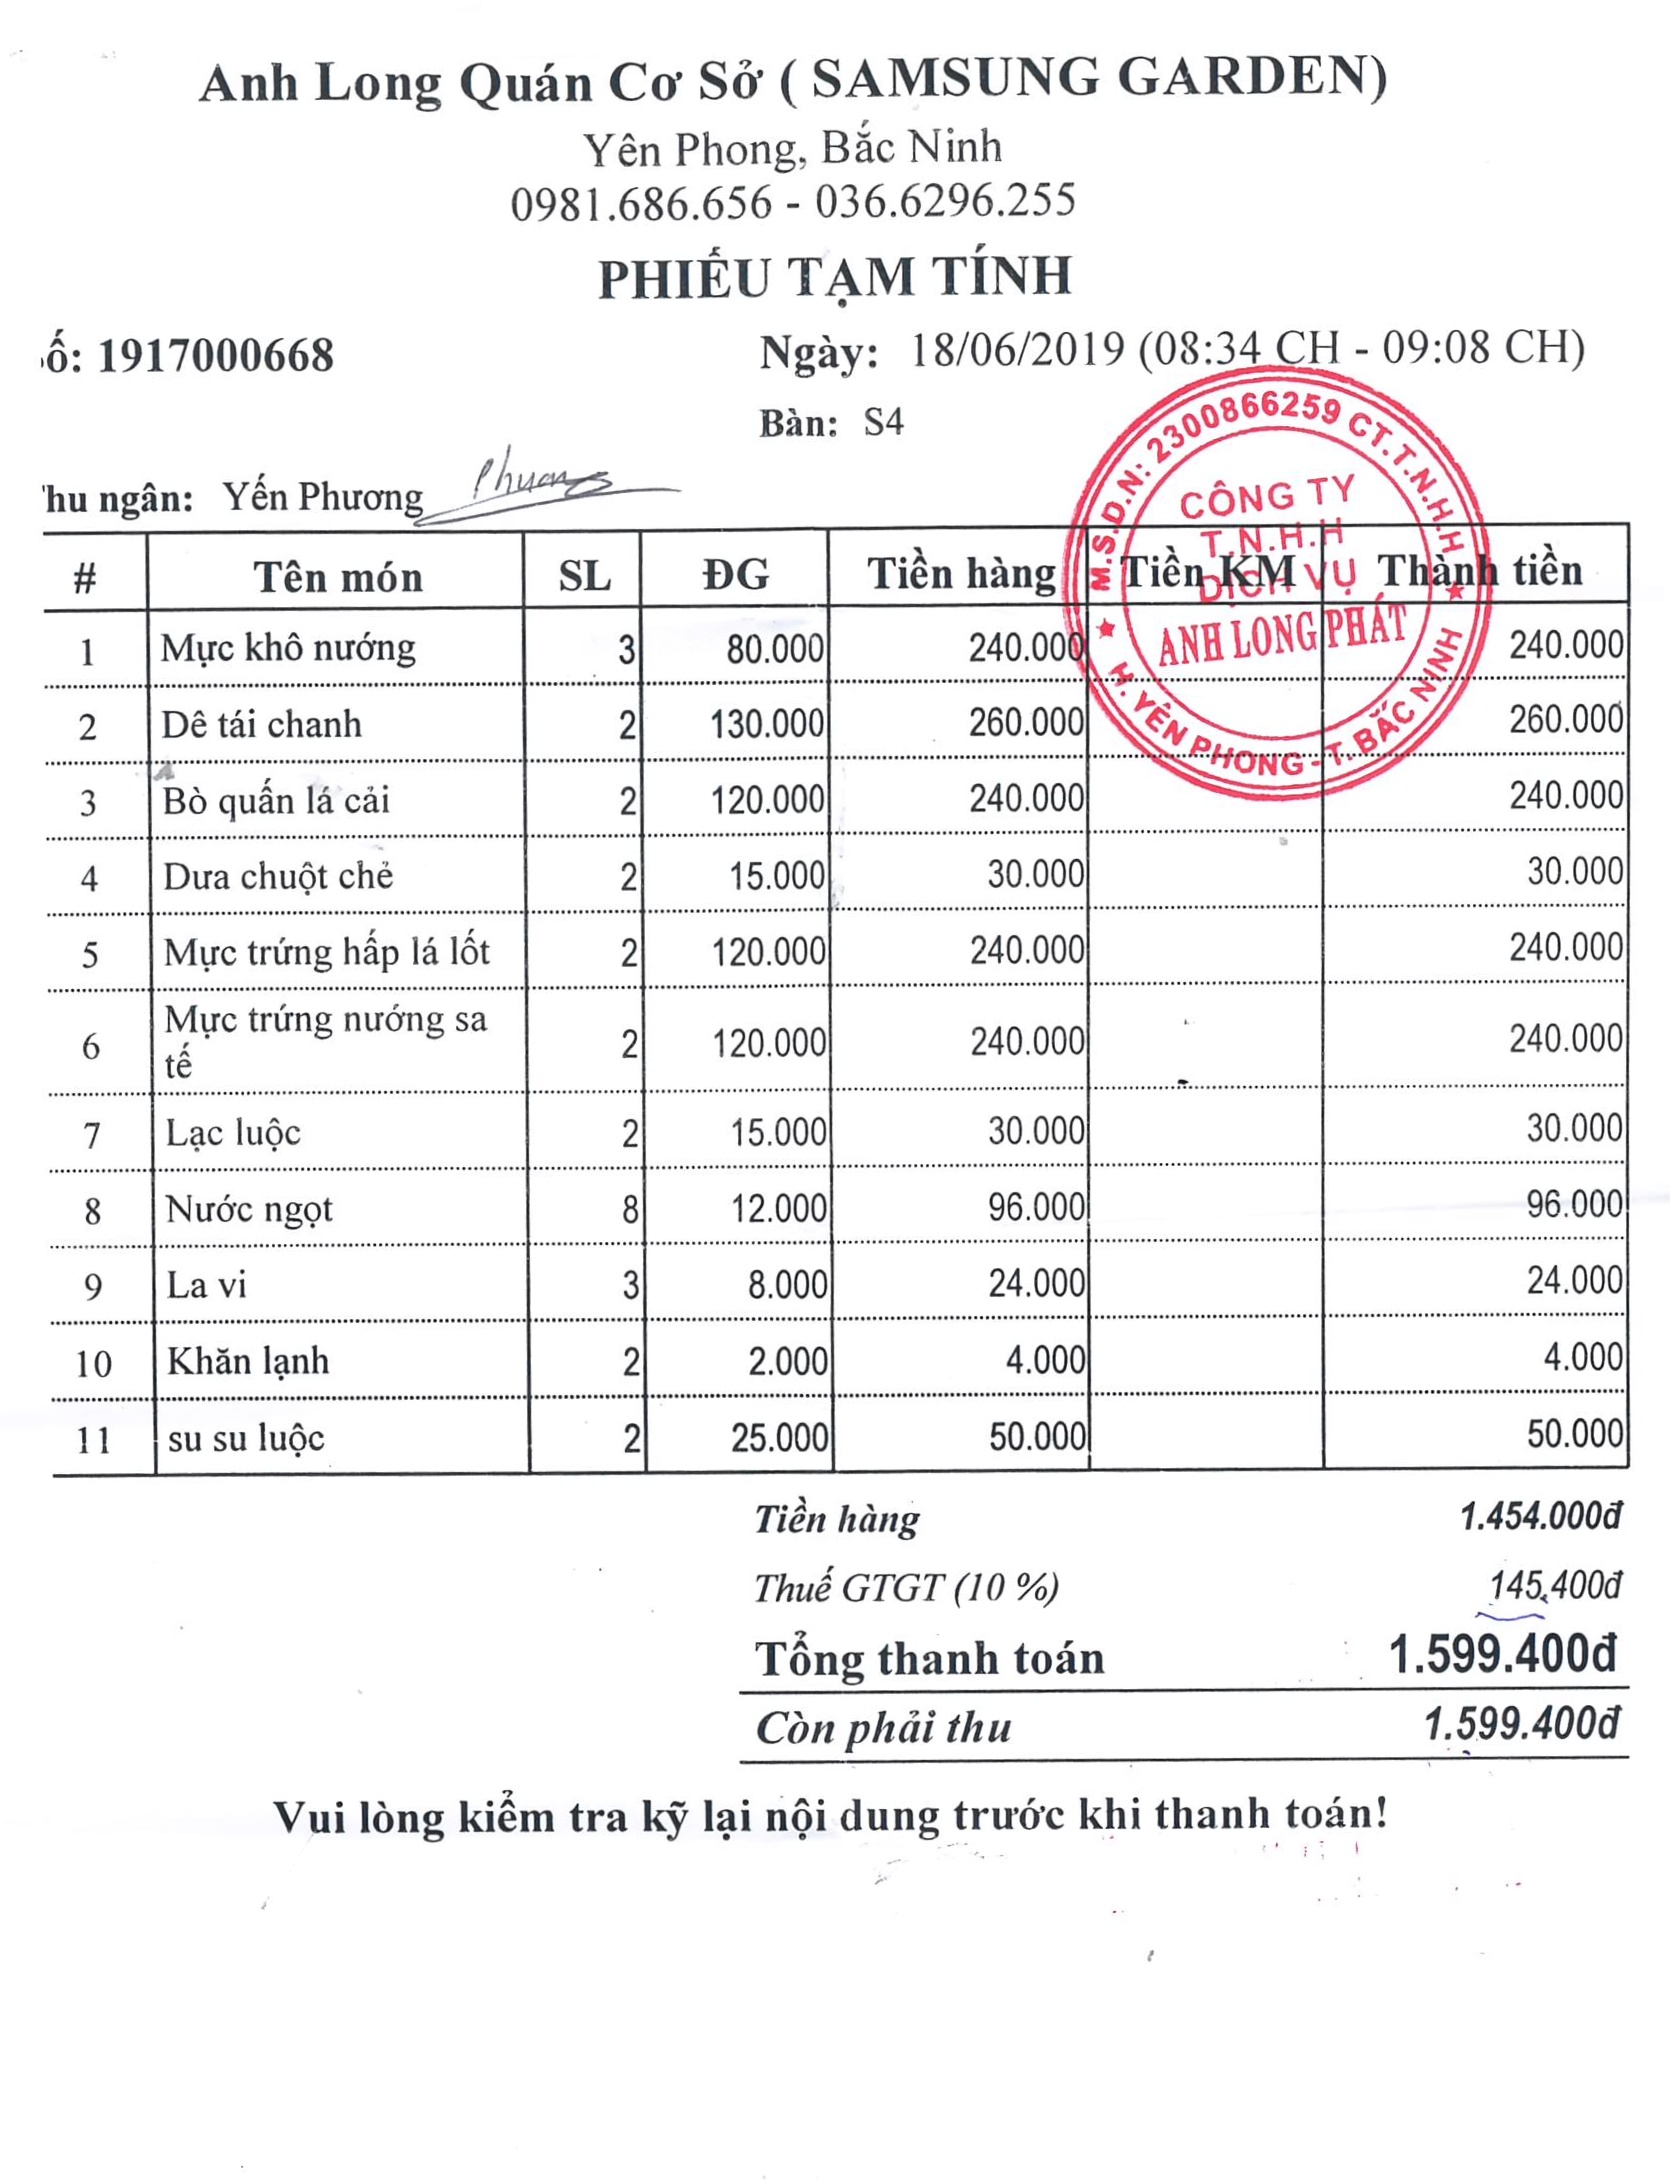 Anh Long Quán Cơ Sở ( SAMSUNG GARDEN)
Yên Phong, Bắc Ninh
0981.686.656 - 036.6296.255
PHIẾU TẠM TÍNH
ố: 1917000668 Ngày: 18/06/2019 (08:34 CH - 09:08 CH)
Bàn: S4
hu ngân: Yến Phương Phương
M.S.D.N: 2300866259 CT.T.N.H.H
CÔNG TY
T.N.H.H
DỊCH VỤ
ANH LONG PHÁT
H. YÊN PHONG - T. BẮC NINH
# Tên món SL ĐG Tiền hàng Tiền KM Thành tiền
1 Mực khô nướng 3 80.000 240.000 240.000
2 Dê tái chanh 2 130.000 260.000 260.000
3 Bò quấn lá cải 2 120.000 240.000 240.000
4 Dưa chuột chẻ 2 15.000 30.000 30.000
5 Mực trứng hấp lá lốt 2 120.000 240.000 240.000
6 Mực trứng nướng sa 2 120.000 240.000 240.000
tế
7 Lạc luộc 2 15.000 30.000 30.000
8 Nước ngọt 8 12.000 96.000 96.000
9 La vi 3 8.000 24.000 24.000
10 Khăn lạnh 2 2.000 4.000 4.000
11 su su luộc 2 25.000 50.000 50.000
Tiền hàng 1.454.000đ
Thuế GTGT (10 %) 145.400đ
Tổng thanh toán 1.599.400đ
Còn phải thu 1.599.400đ
Vui lòng kiểm tra kỹ lại nội dung trước khi thanh toán!